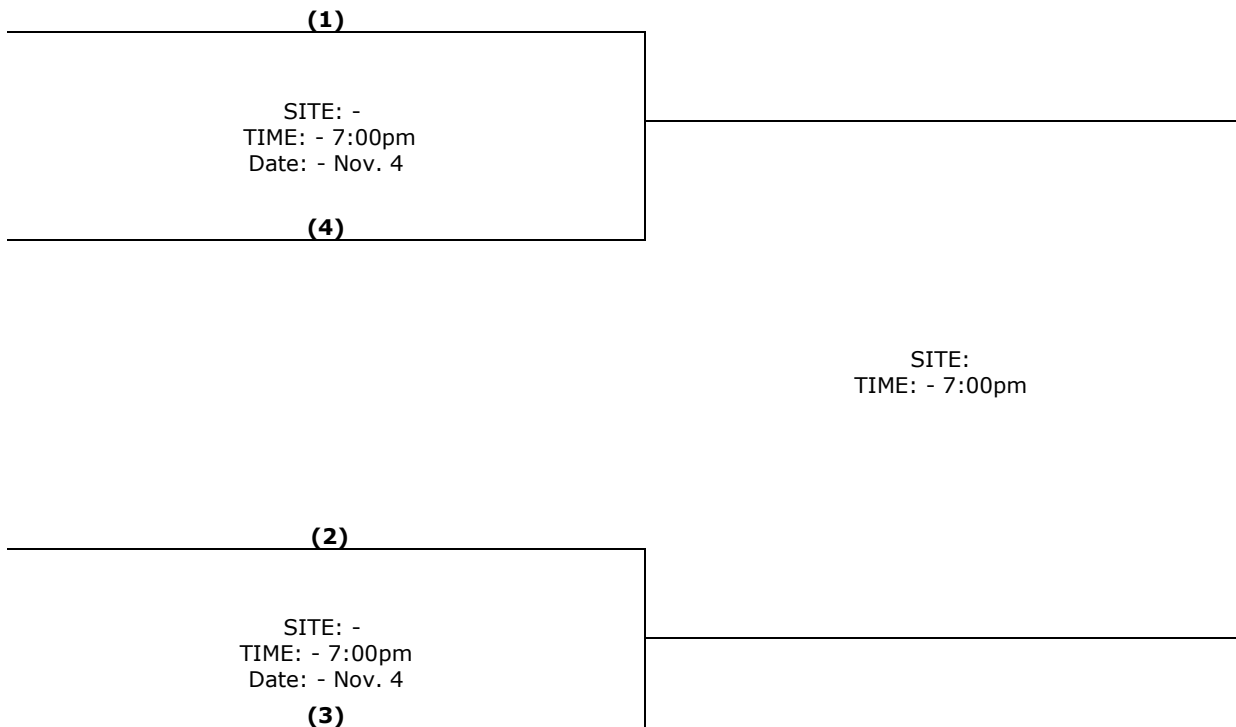 (1)
SITE: -
TIME: - 7:00pm
Date: - Nov. 4
(4)
SITE:
TIME: - 7:00pm
(2)
SITE: -
TIME: - 7:00pm
Date: - Nov. 4
(3)